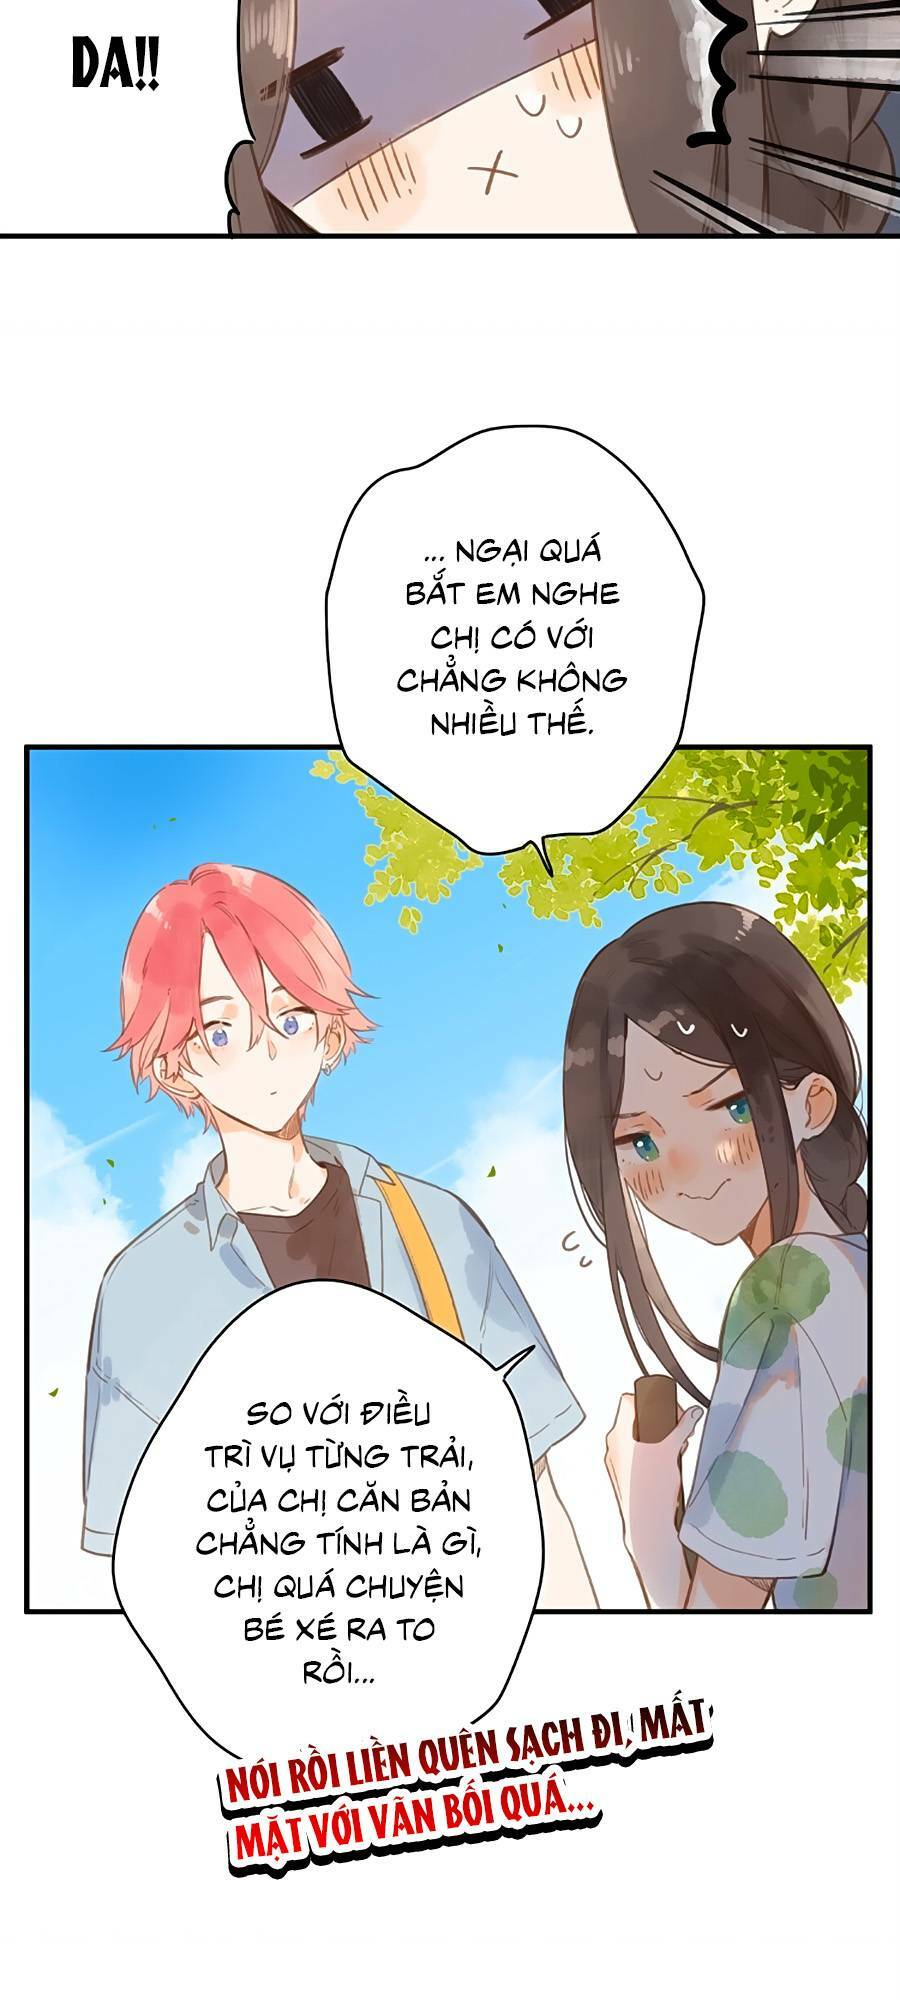 DA!!
... NGẠI QUÁ
BẮT EM NGHE
CHỊ CÓ VỚI
CHẲNG KHÔNG
NHIỀU THẾ.
SO VỚI ĐIỀU
TRÌ VỤ TỪNG TRẢI,
CỦA CHỊ CĂN BẢN
CHẲNG TÍNH LÀ GÌ,
CHỊ QUÁ CHUYỆN
BÉ XÉ RA TO
RỒI...
NÓI RỒI LIỀN QUÊN SẠCH ĐI, MẤT
MẶT VỚI VÃN BỐI QUÁ...